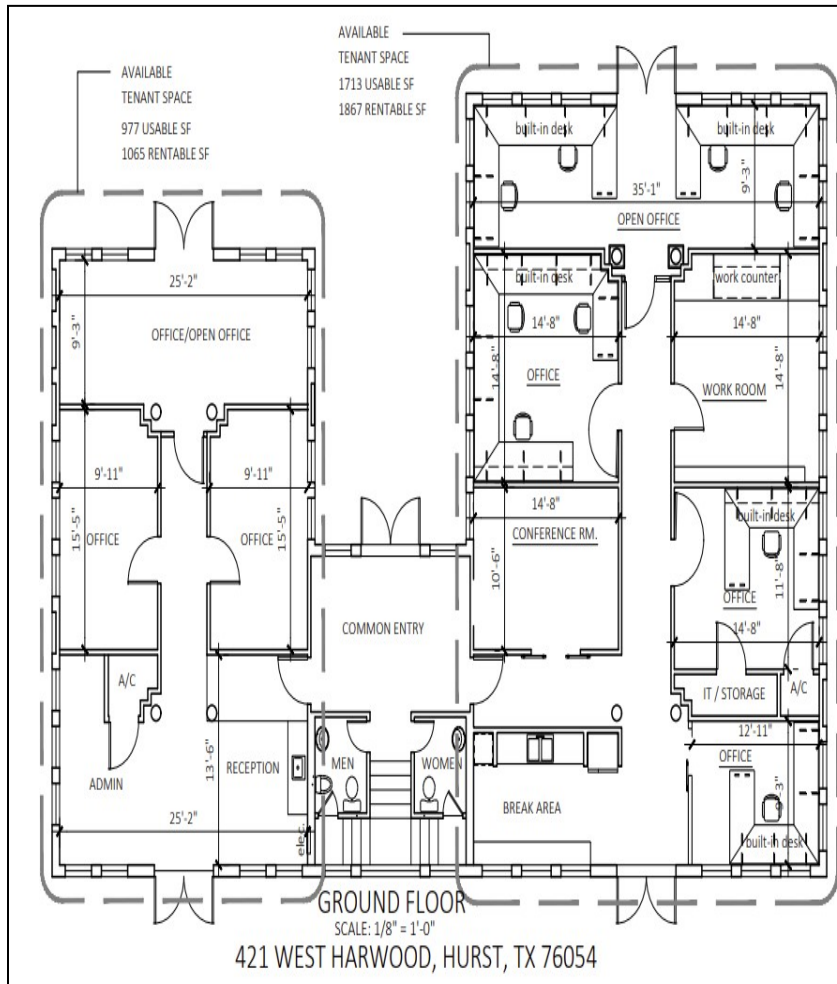 AVAILABLE
TENANT SPACE
977 USABLE SF
1065 RENTABLE SF
AVAILABLE
TENANT SPACE
1713 USABLE SF
1867 RENTABLE SF
built-in desk
built-in desk
35'-1"
9'-3"
OPEN OFFICE
25'-2"
9'-3"
OFFICE/OPEN OFFICE
built-in desk
14'-8"
14'-8"
OFFICE
work counter
14'-8"
14'-8"
WORK ROOM
9'-11"
15'-5"
OFFICE
9'-11"
15'-5"
OFFICE
14'-8"
CONFERENCE RM.
10'-6"
built-in desk
11'-8"
OFFICE
14'-8"
COMMON ENTRY
A/C
IT / STORAGE
A/C
ADMIN
13'-6"
RECEPTION
25'-2"
elec.
MEN
WOMEN
BREAK AREA
12'-11"
OFFICE
9'-3"
built-in desk
GROUND FLOOR
SCALE: 1/8" = 1'-0"
421 WEST HARWOOD, HURST, TX 76054